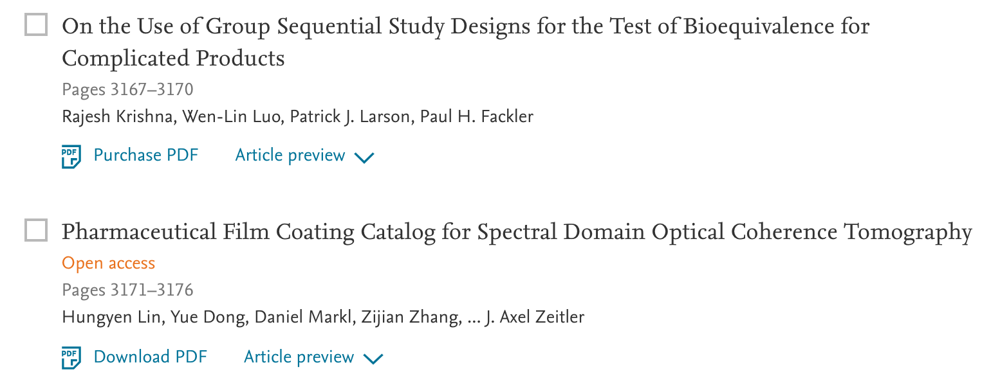 On the Use of Group Sequential Study Designs for the Test of Bioequivalence for
Complicated Products
Pages 3167–3170
Rajesh Krishna, Wen-Lin Luo, Patrick J. Larson, Paul H. Fackler
PDF Purchase PDF Article preview
Pharmaceutical Film Coating Catalog for Spectral Domain Optical Coherence Tomography
Open access
Pages 3171–3176
Hungyen Lin, Yue Dong, Daniel Markl, Zijian Zhang, ... J. Axel Zeitler
PDF Download PDF Article preview